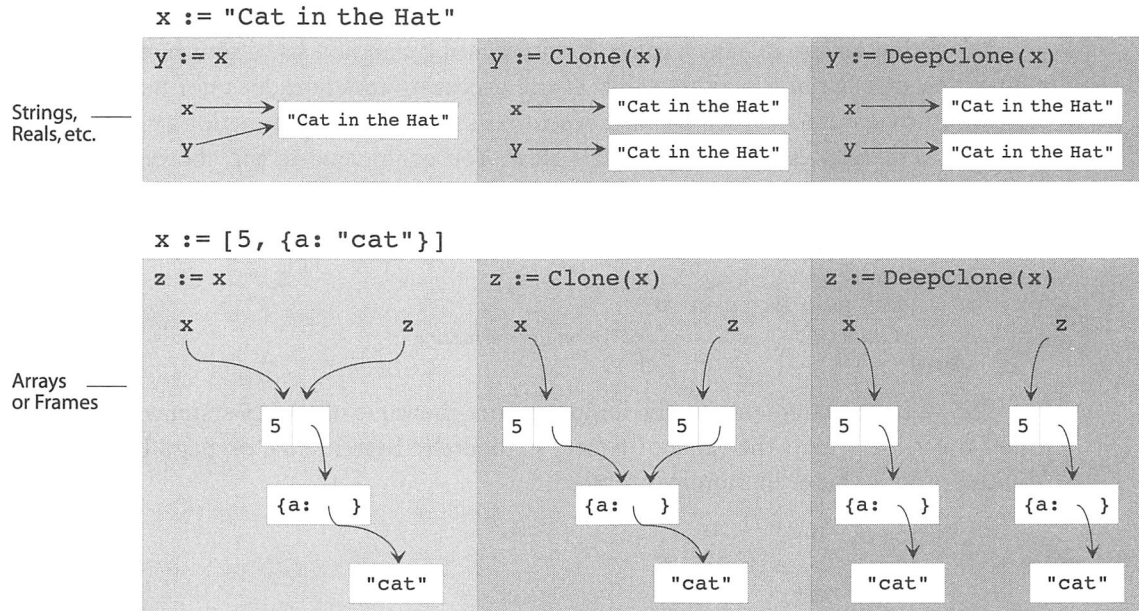 x := "Cat in the Hat"
y := x
y := Clone(x)
y := DeepClone(x)
Strings,
Reals, etc.
x
y
"Cat in the Hat"
x
"Cat in the Hat"
y
"Cat in the Hat"
x
"Cat in the Hat"
y
"Cat in the Hat"
x := [5, {a: "cat"}]
z := x
z := Clone(x)
z := DeepClone(x)
Arrays
or Frames
x z
5
{a: }
"cat"
x z
5 5
{a: }
"cat"
x z
5 5
{a: } {a: }
"cat" "cat"